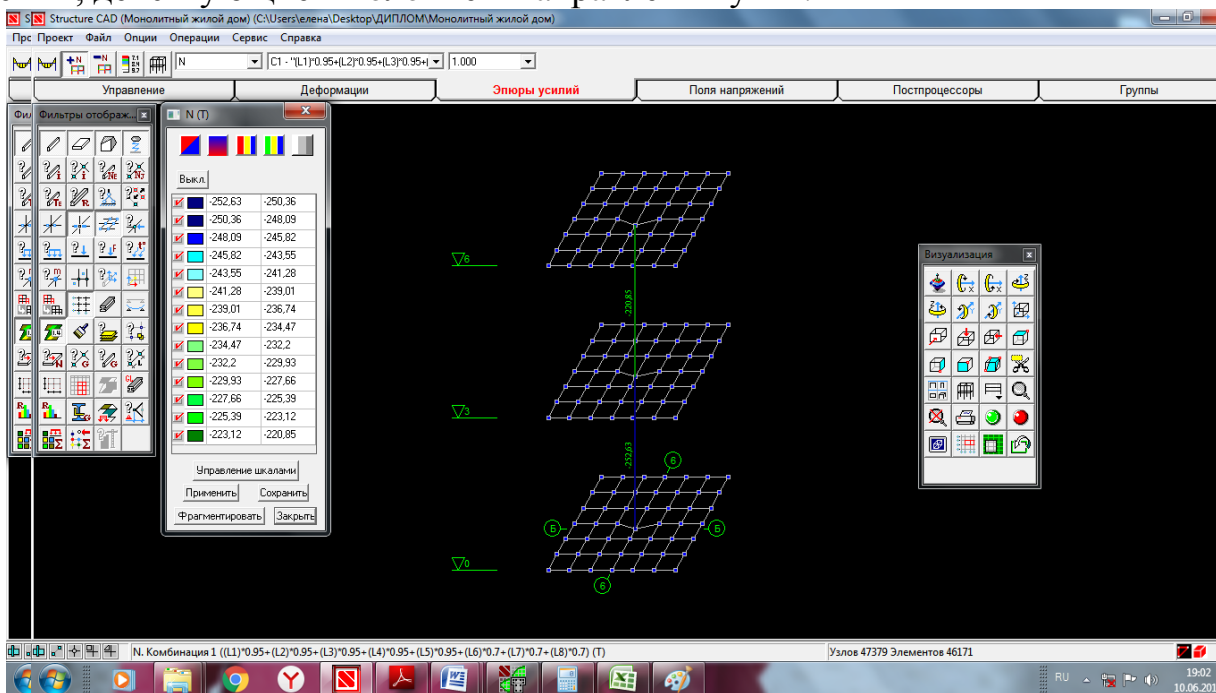 S S Structure CAD (Монолитный жилой дом) (C:\Users\елена\Desktop\ДИПЛОМ\Монолитный жилой дом)
Прс Проект Файл Опции Операции Сервис Справка
N C1 - "(L1)*0.95+(L2)*0.95+(L3)*0.95+( 1.000
Управление Деформации Эпюры усилий Поля напряжений Постпроцессоры Группы
Фил Фильтры отображ...
N (T)
Выкл.
-252,63 -250,36
-250,36 -248,09
-248,09 -245,82
-245,82 -243,55
-243,55 -241,28
-241,28 -239,01
-239,01 -236,74
-236,74 -234,47
-234,47 -232,2
-232,2 -229,93
-229,93 -227,66
-227,66 -225,39
-225,39 -223,12
-223,12 -220,85
Управление шкалами
Применить Сохранить
Фрагментировать Закрыть
6
-220,85
3
-252,63
6
Б Б
0
6
Визуализация
N. Комбинация 1 ((L1)*0.95+(L2)*0.95+(L3)*0.95+(L4)*0.95+(L5)*0.95+(L6)*0.7+(L7)*0.7+(L8)*0.7) (T) Узлов 47379 Элементов 46171
RU 19:02
10.06.201